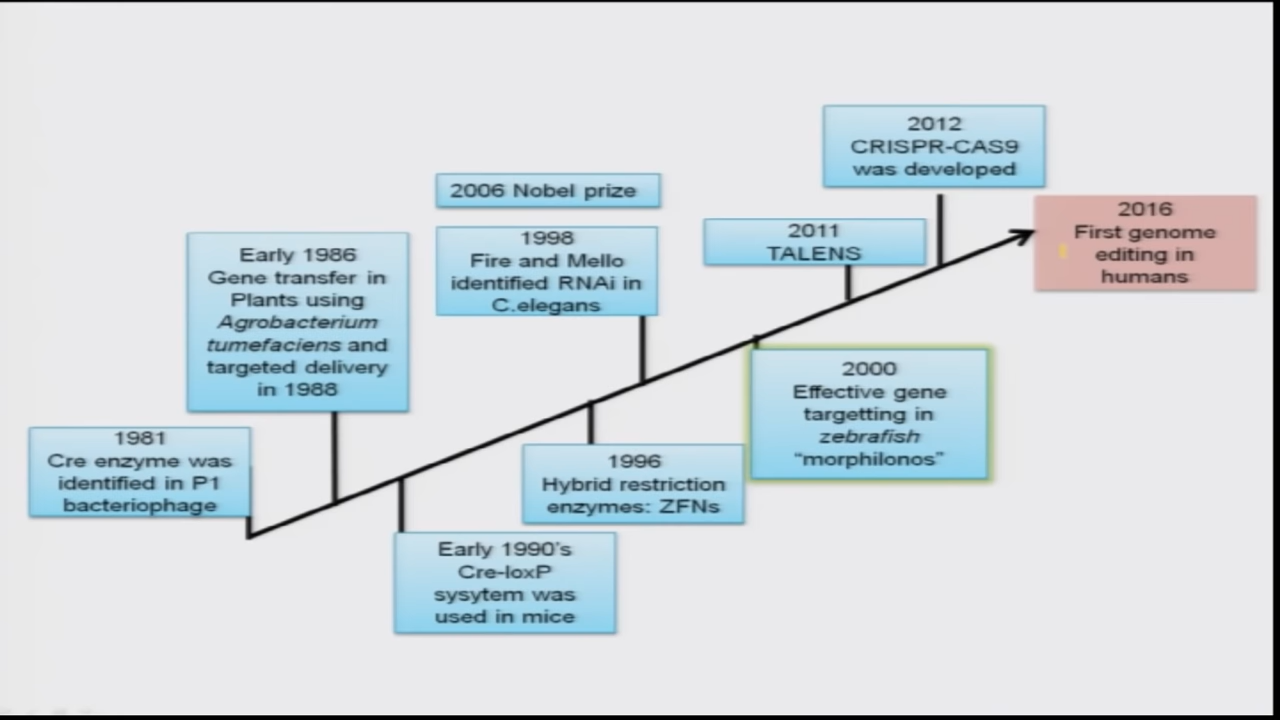 1981
Cre enzyme was
identified in P1
bacteriophage
Early 1986
Gene transfer in
Plants using
Agrobacterium
tumefaciens and
targeted delivery
in 1988
Early 1990's
Cre-loxP
sysytem was
used in mice
1996
Hybrid restriction
enzymes: ZFNs
2006 Nobel prize
1998
Fire and Mello
identified RNAi in
C.elegans
2000
Effective gene
targetting in
zebrafish
“morphilonos”
2011
TALENS
2012
CRISPR-CAS9
was developed
2016
First genome
editing in
humans